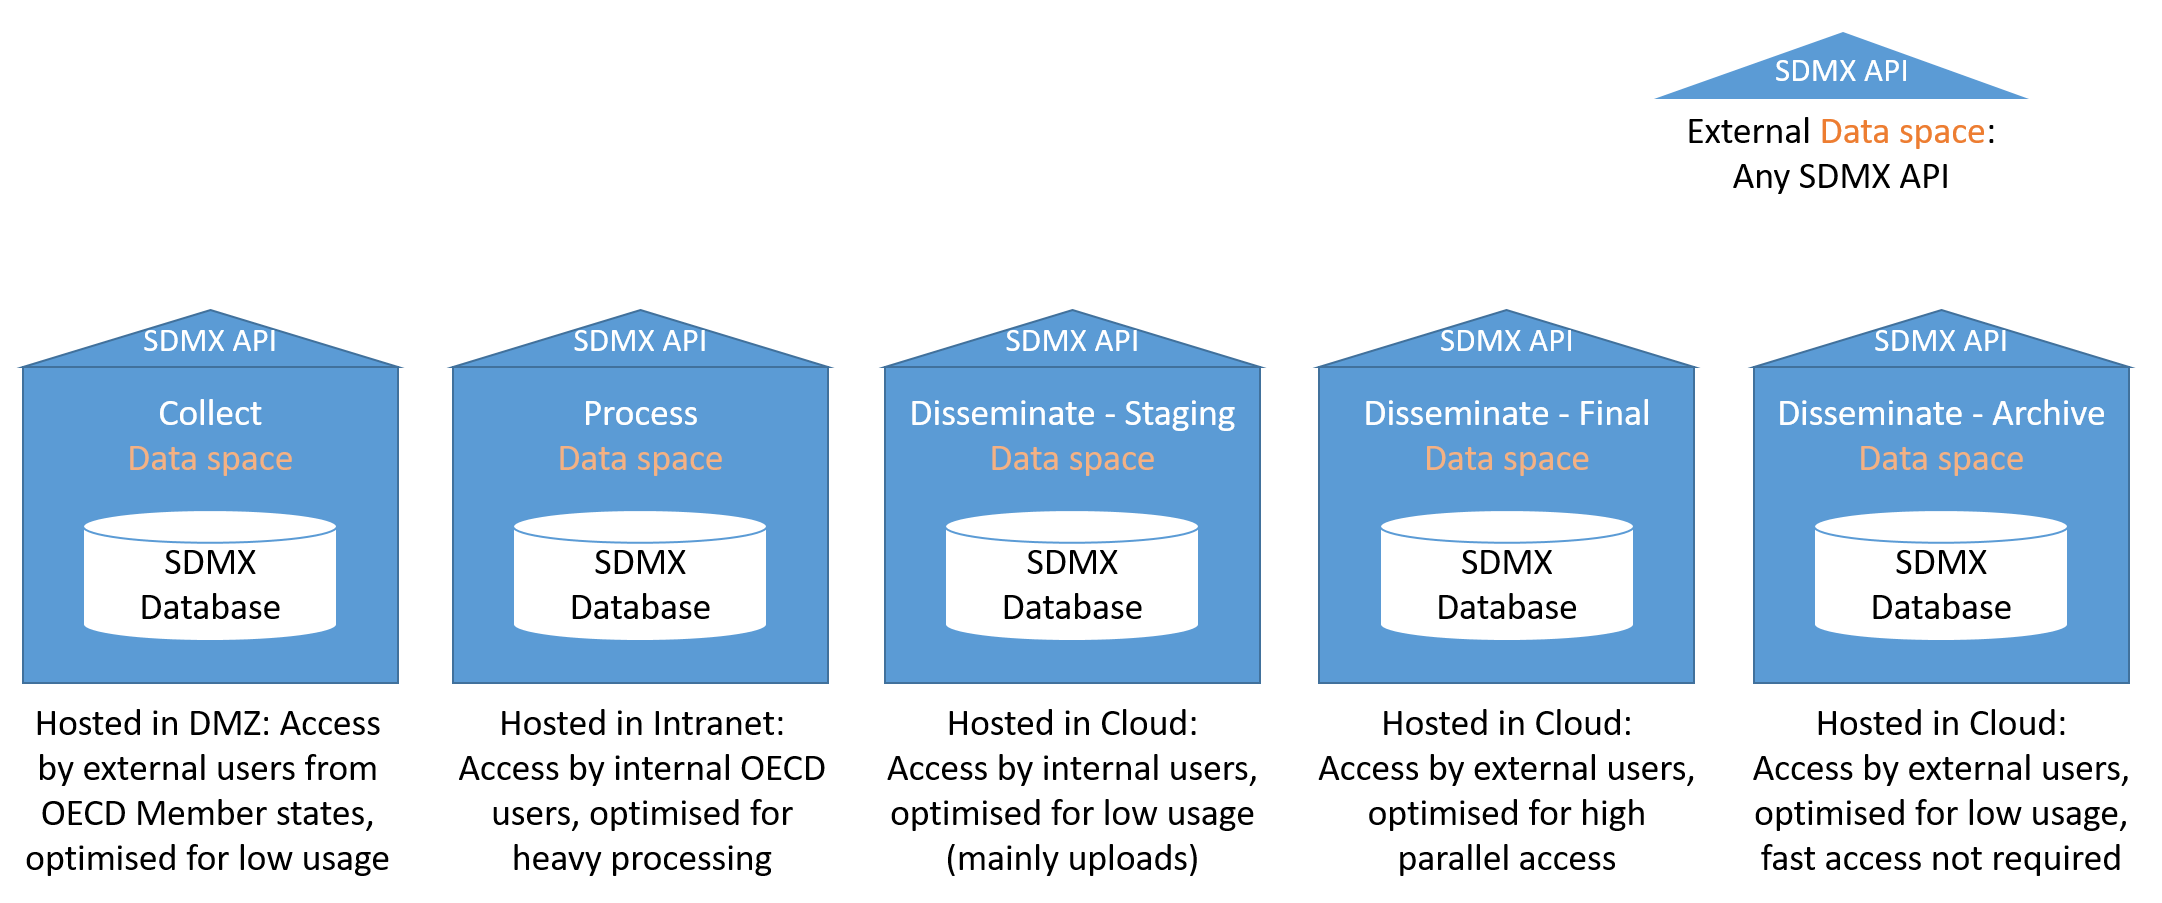 SDMX API
External Data space:
Any SDMX API
SDMX API
Collect
Data space
SDMX
Database
Hosted in DMZ: Access
by external users from
OECD Member states,
optimised for low usage
SDMX API
Process
Data space
SDMX
Database
Hosted in Intranet:
Access by internal OECD
users, optimised for
heavy processing
SDMX API
Disseminate - Staging
Data space
SDMX
Database
Hosted in Cloud:
Access by internal users,
optimised for low usage
(mainly uploads)
SDMX API
Disseminate - Final
Data space
SDMX
Database
Hosted in Cloud:
Access by external users,
optimised for high
parallel access
SDMX API
Disseminate - Archive
Data space
SDMX
Database
Hosted in Cloud:
Access by external users,
optimised for low usage,
fast access not required